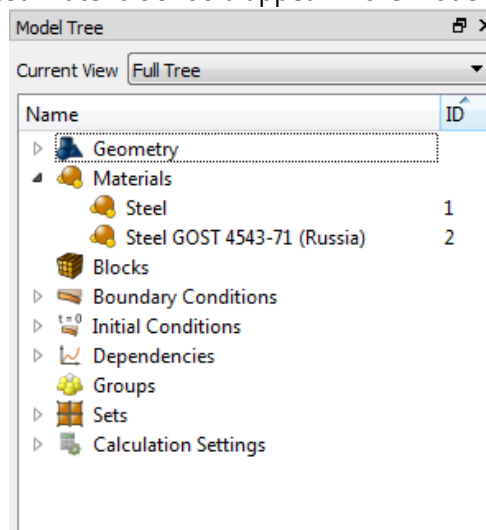 Model Tree
Current View Full Tree
Name ID
Geometry
Materials
Steel 1
Steel GOST 4543-71 (Russia) 2
Blocks
Boundary Conditions
t=0 Initial Conditions
Dependencies
Groups
Sets
Calculation Settings